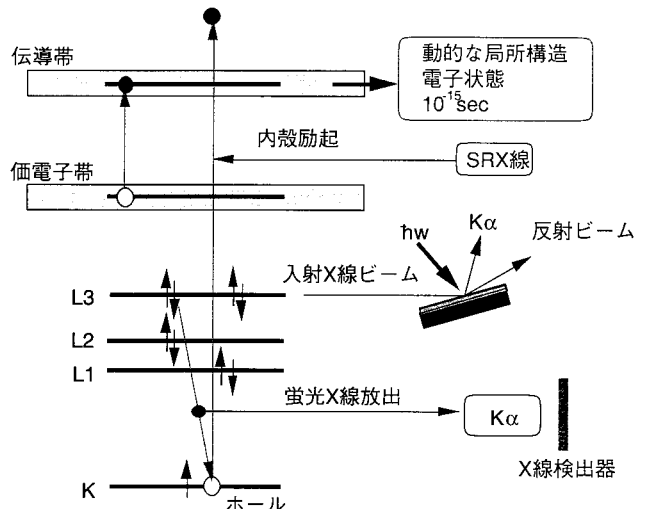 伝導帯
動的な局所構造
電子状態
10⁻¹⁵sec
内殻励起
SRX線
価電子帯
ħw
Kα
反射ビーム
入射X線ビーム
L3
L2
L1
蛍光X線放出
Kα
X線検出器
K
ホール